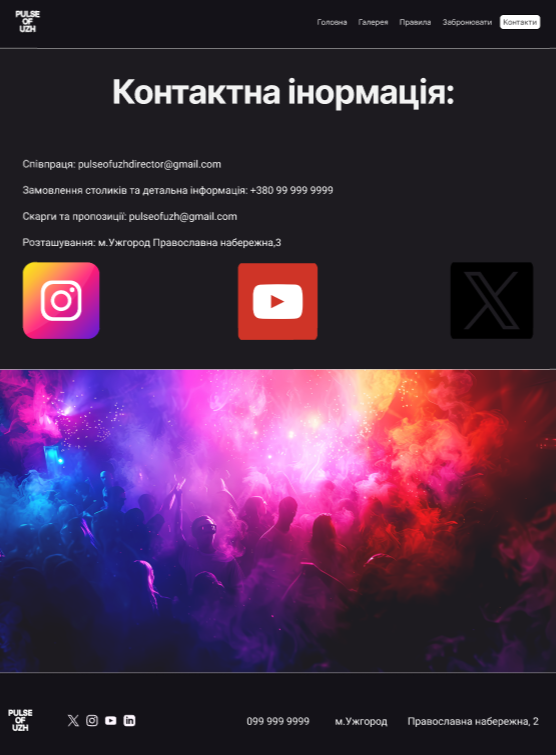 PULSE
OF
UZH
Головна Галерея Правила Забронювати Контакти
Контактна інормація:
Співпраця: pulseofuzhdirector@gmail.com
Замовлення столиків та детальна інформація: +380 99 999 9999
Скарги та пропозиції: pulseofuzh@gmail.com
Розташування: м.Ужгород Православна набережна,3
PULSE
OF
UZH
099 999 9999 м.Ужгород Православна набережна, 2